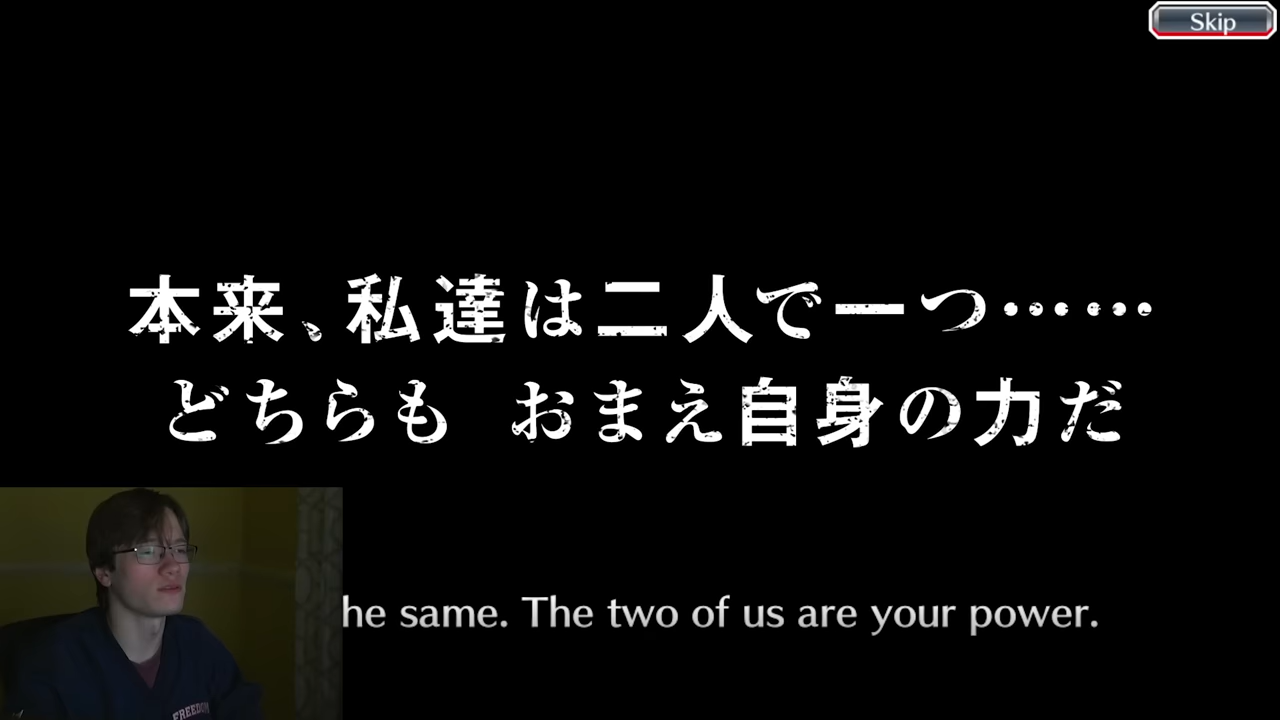 Skip
本来、私達は二人で一つ……
どちらも おまえ自身の力だ
same. The two of us are your power.
FREEDOM